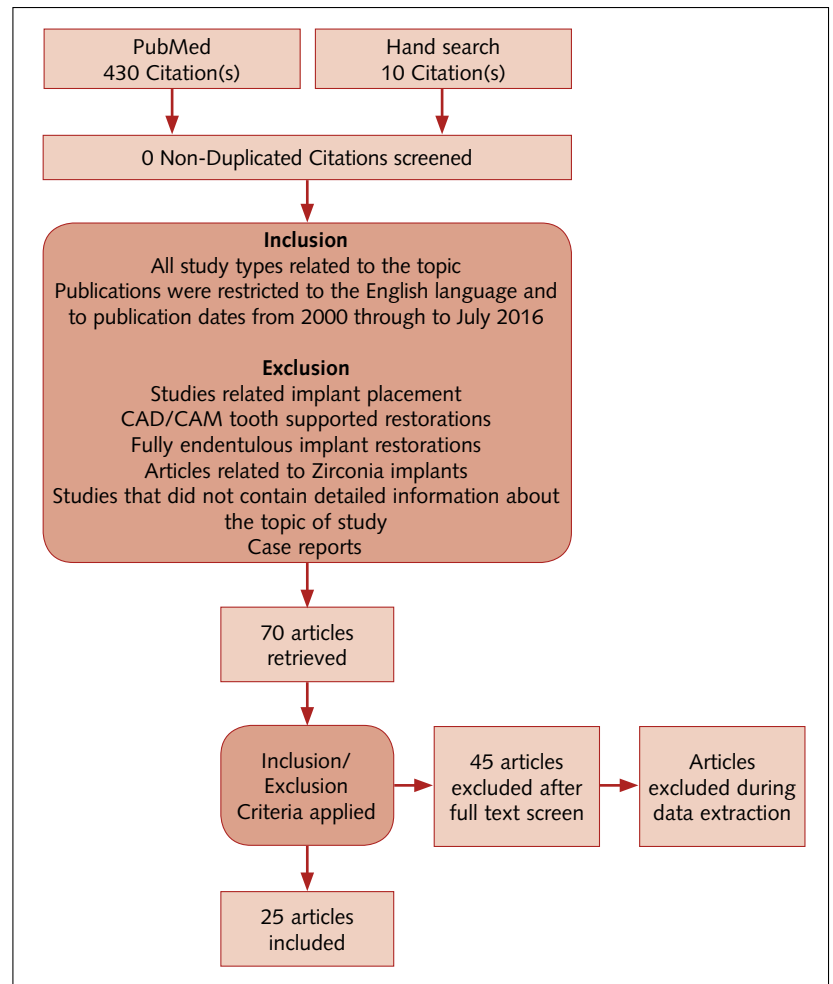 PubMed
430 Citation(s)
Hand search
10 Citation(s)
0 Non-Duplicated Citations screened
Inclusion
All study types related to the topic
Publications were restricted to the English language and
to publication dates from 2000 through to July 2016
Exclusion
Studies related implant placement
CAD/CAM tooth supported restorations
Fully endentulous implant restorations
Articles related to Zirconia implants
Studies that did not contain detailed information about
the topic of study
Case reports
70 articles
retrieved
Inclusion/
Exclusion
Criteria applied
45 articles
excluded after
full text screen
Articles
excluded during
data extraction
25 articles
included